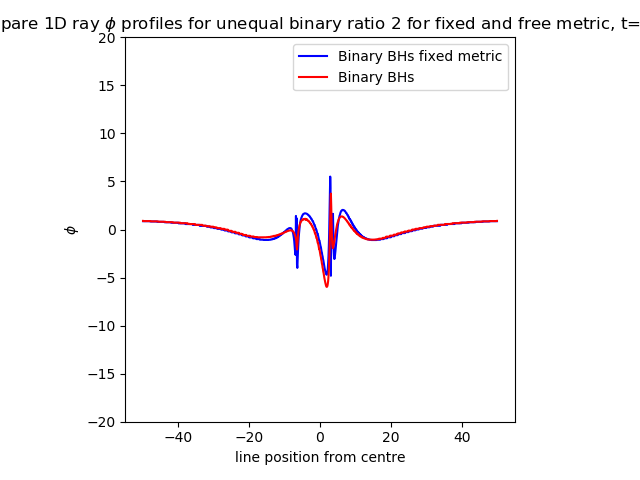 pare 1D ray ϕ profiles for unequal binary ratio 2 for fixed and free metric, t=
Binary BHs fixed metric
Binary BHs
20
15
10
5
0
−5
−10
−15
−20
ϕ
−40 −20 0 20 40
line position from centre